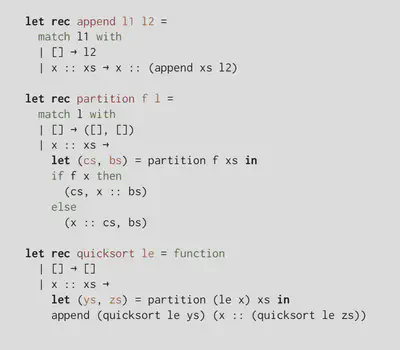 let rec append l1 l2 =
  match l1 with
  | [] → l2
  | x :: xs → x :: (append xs l2)

let rec partition f l =
  match l with
  | [] → ([], [])
  | x :: xs →
    let (cs, bs) = partition f xs in
    if f x then
      (cs, x :: bs)
    else
      (x :: cs, bs)

let rec quicksort le = function
  | [] → []
  | x :: xs →
    let (ys, zs) = partition (le x) xs in
    append (quicksort le ys) (x :: (quicksort le zs))